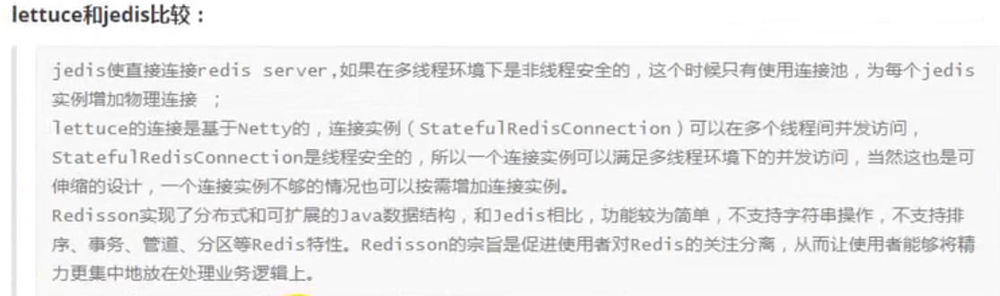 lettuce和jedis比较：
jedis使直接连接redis server,如果在多线程环境下是非线程安全的，这个时候只有使用连接池，为每个jedis
实例增加物理连接 ；
lettuce的连接是基于Netty的，连接实例（StatefulRedisConnection）可以在多个线程间并发访问，
StatefulRedisConnection是线程安全的，所以一个连接实例可以满足多线程环境下的并发访问，当然这也是可
伸缩的设计，一个连接实例不够的情况也可以按需增加连接实例。
Redisson实现了分布式和可扩展的Java数据结构，和Jedis相比，功能较为简单，不支持字符串操作，不支持排
序、事务、管道、分区等Redis特性。Redisson的宗旨是促进使用者对Redis的关注分离，从而让使用者能够将精
力更集中地放在处理业务逻辑上。